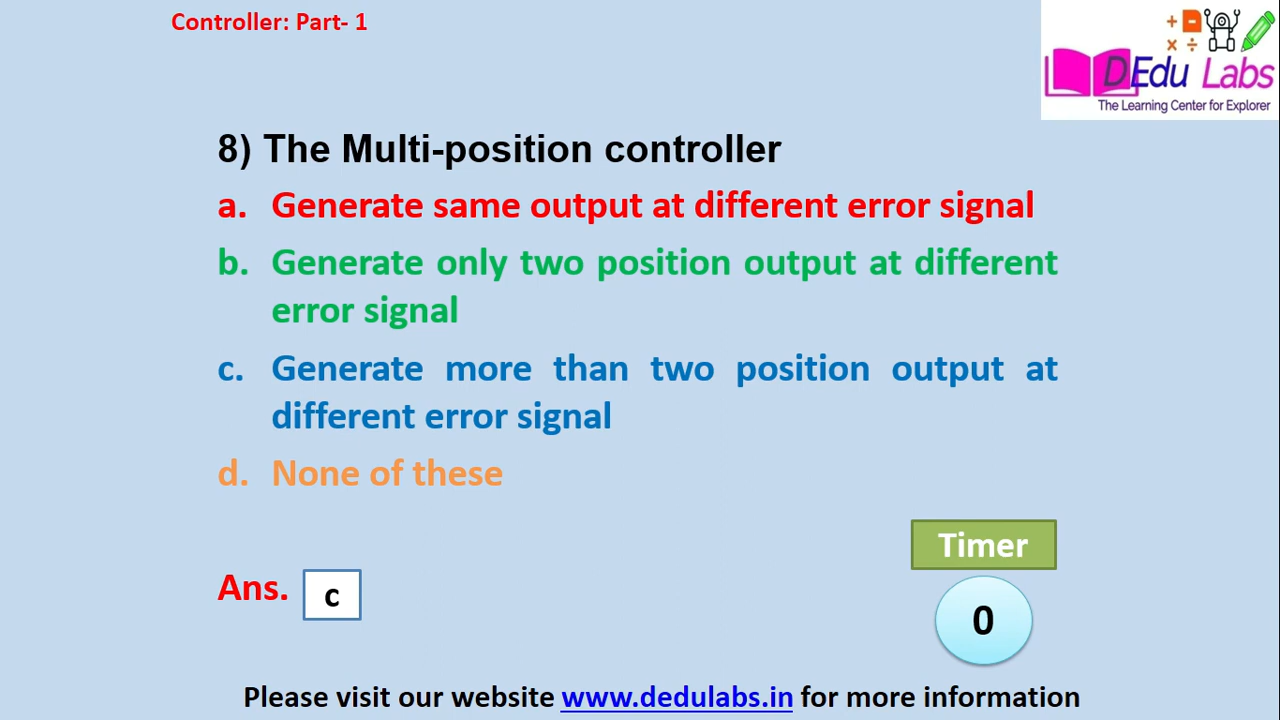 Controller: Part- 1
+ -
x ÷
DEdu Labs
The Learning Center for Explorer
8) The Multi-position controller
a. Generate same output at different error signal
b. Generate only two position output at different
error signal
c. Generate more than two position output at
different error signal
d. None of these
Timer
Ans. c
0
Please visit our website www.dedulabs.in for more information